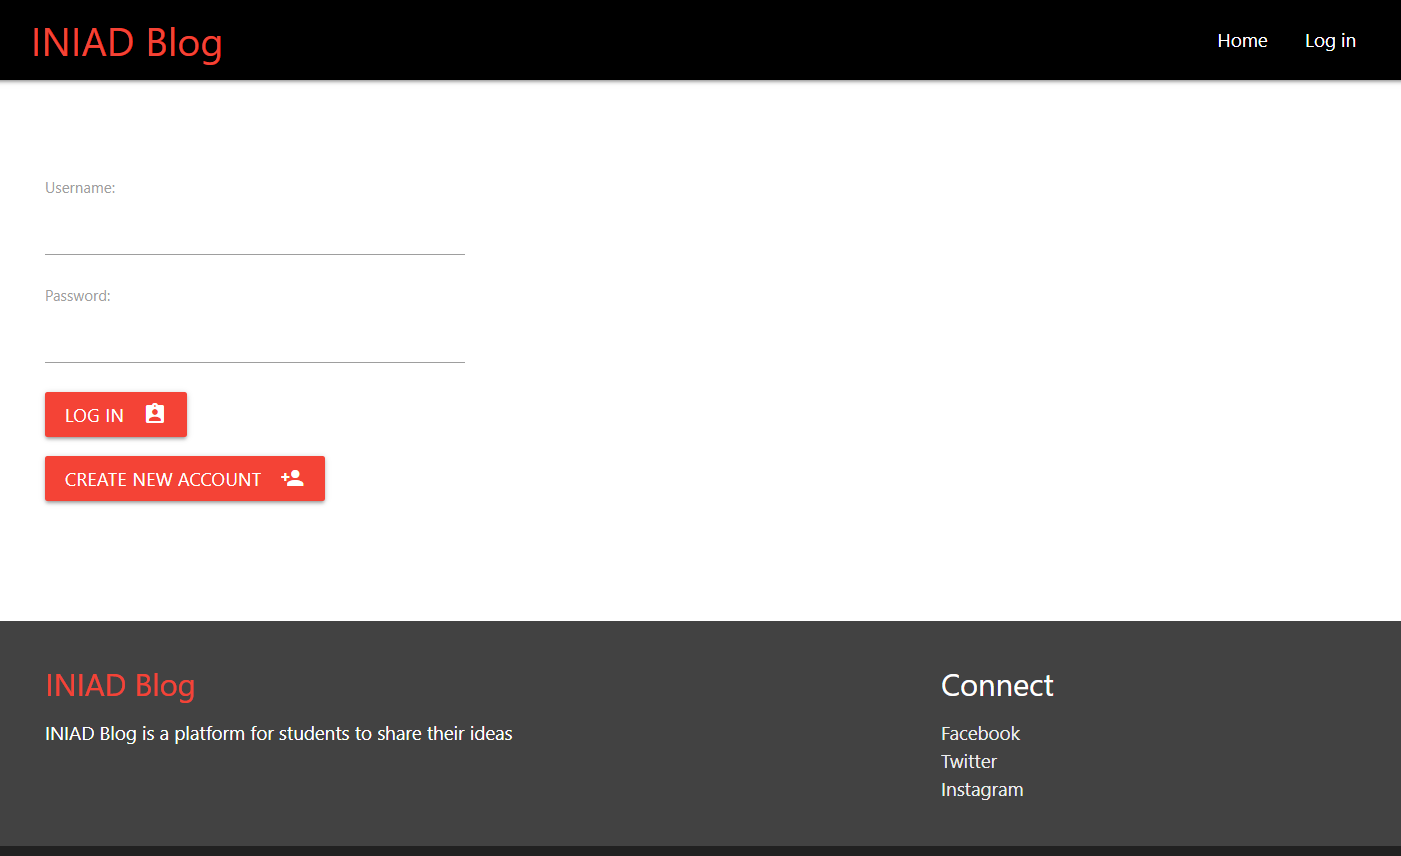 INIAD Blog
Home
Log in
Username:
Password:
LOG IN
CREATE NEW ACCOUNT
INIAD Blog
INIAD Blog is a platform for students to share their ideas
Connect
Facebook
Twitter
Instagram